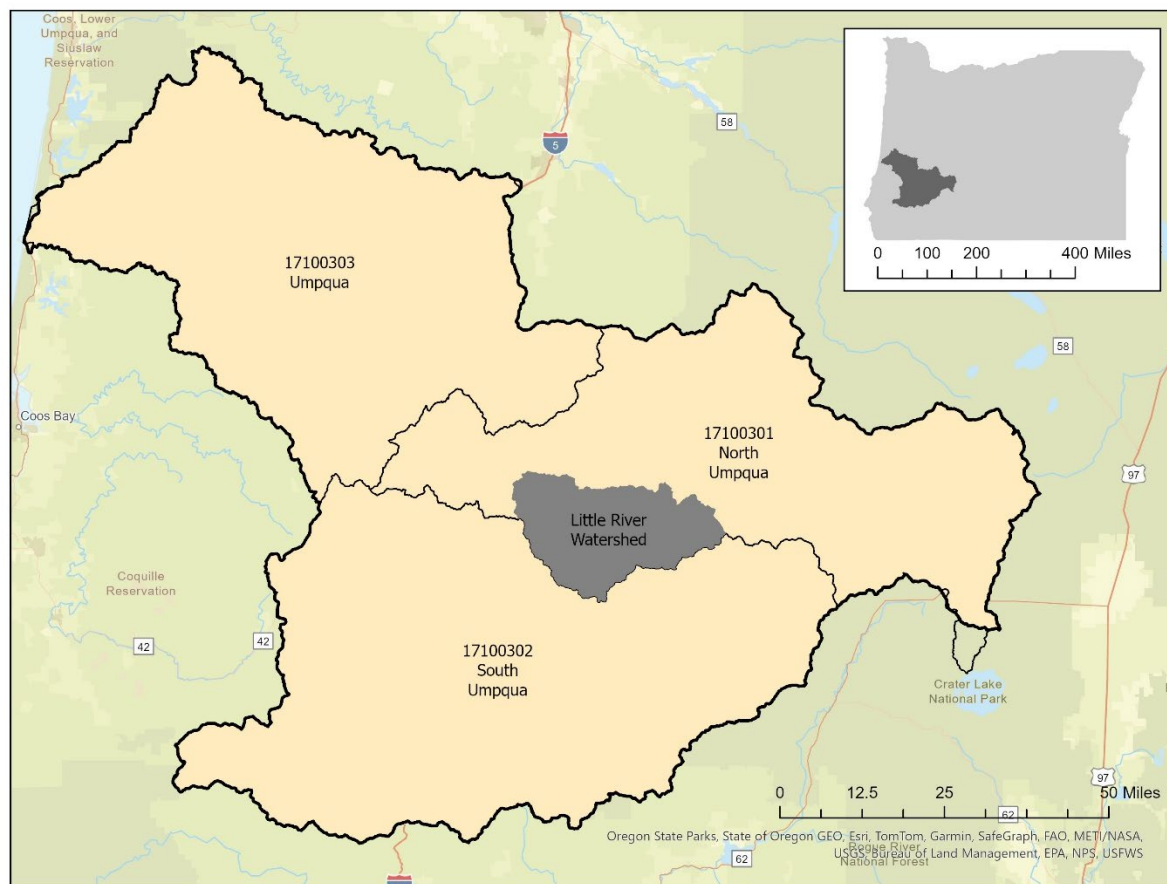 Coos, Lower
Umpqua, and
Siuslaw
Reservation
58
5
0 100 200 400 Miles
17100303
Umpqua
58
Coos Bay
17100301
North
Umpqua
97
Little River
Watershed
Coquille
Reservation
42
42
17100302
South
Umpqua
Crater Lake
National Park
97
0 12.5 25 50 Miles
62
Oregon State Parks, State of Oregon GEO, Esri, TomTom, Garmin, SafeGraph, FAO, METI/NASA,
USGS, Bureau of Land Management, EPA, NPS, USFWS
Rogue River
National Forest
62